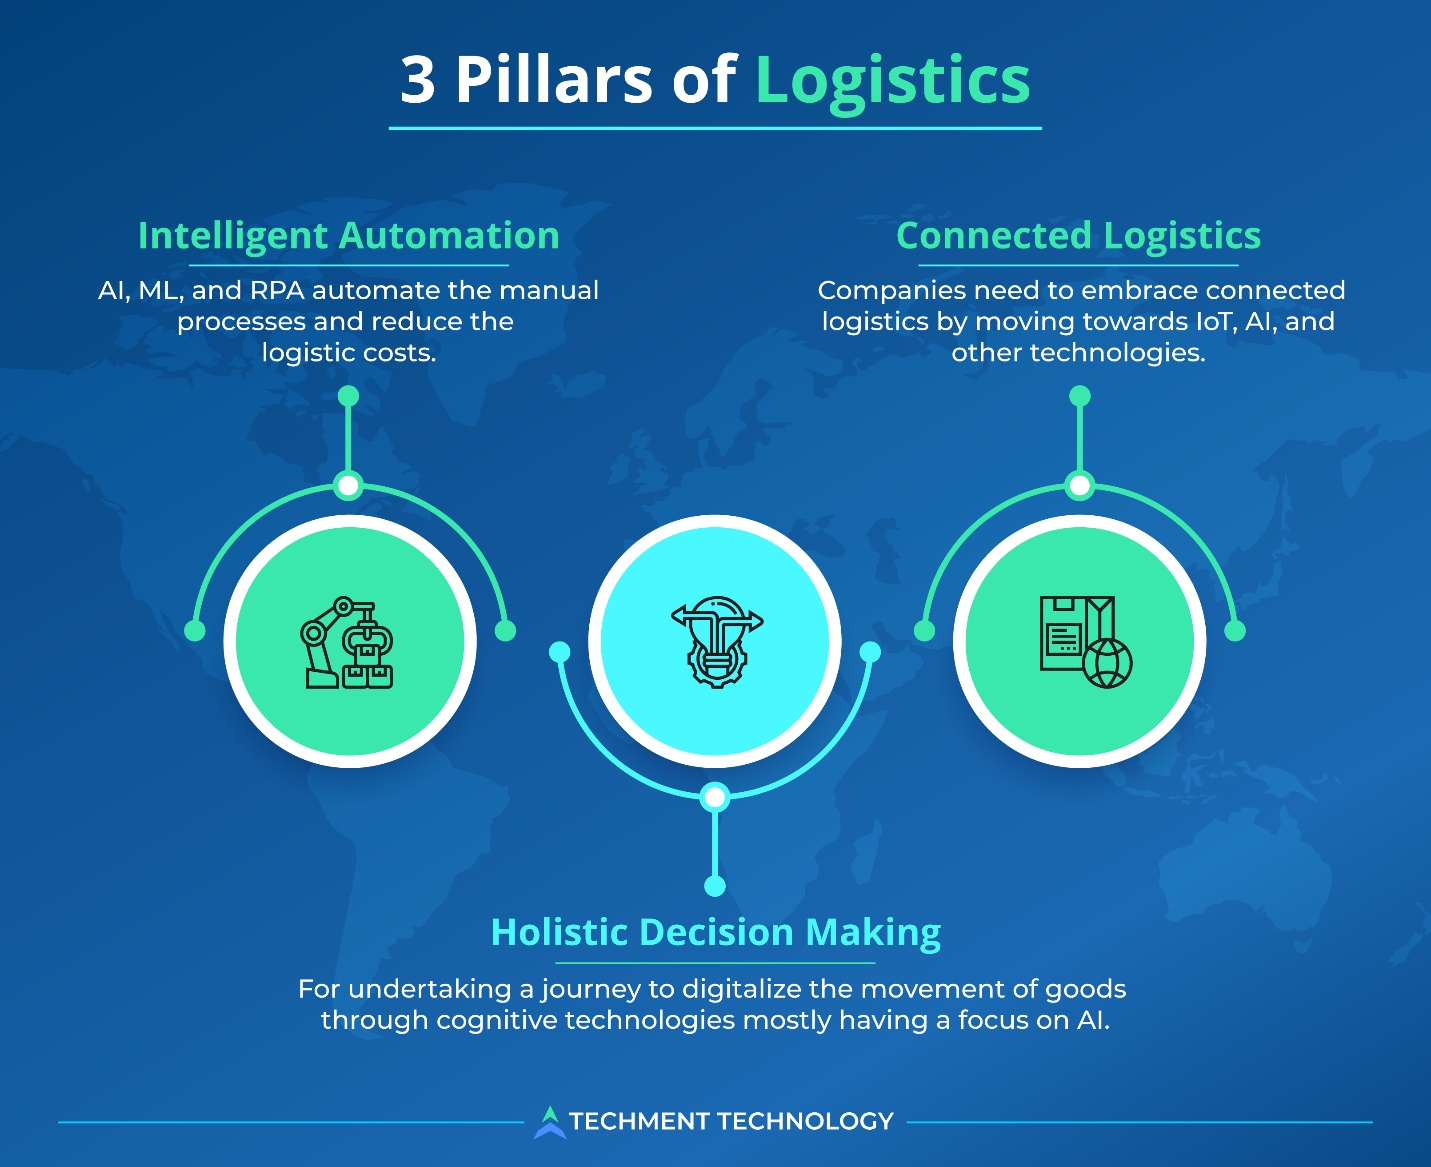 3 Pillars of Logistics
Intelligent Automation
AI, ML, and RPA automate the manual
processes and reduce the
logistic costs.
Connected Logistics
Companies need to embrace connected
logistics by moving towards IoT, AI, and
other technologies.
Holistic Decision Making
For undertaking a journey to digitalize the movement of goods
through cognitive technologies mostly having a focus on AI.
TECHMENT TECHNOLOGY